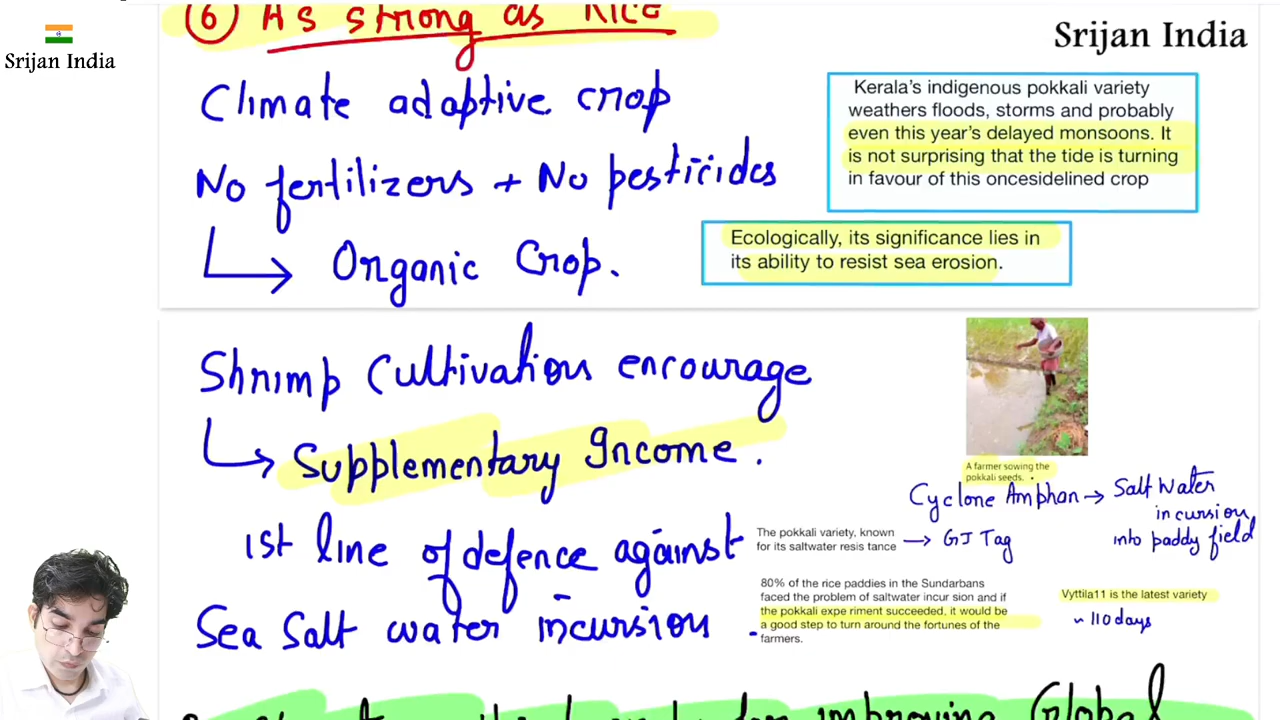 6 As strong as RICE
Srijan India
Srijan India
Climate adaptive crop
No fertilizers + No pesticides
Organic Crop.
Kerala's indigenous pokkali variety
weathers floods, storms and probably
even this year's delayed monsoons. It
is not surprising that the tide is turning
in favour of this oncesidelined crop
Ecologically, its significance lies in
its ability to resist sea erosion.
Shrimp Cultivations encourage
Supplementary Income.
A farmer sowing the
pokkali seeds.
Cyclone Amphan → Salt Water
incursion
into paddy field
1st line of defence against
Sea Salt water incursion.
The pokkali variety, known
for its saltwater resis tance
→ GI Tag
80% of the rice paddies in the Sundarbans
faced the problem of saltwater incur sion and if
the pokkali expe riment succeeded, it would be
a good step to turn around the fortunes of the
farmers.
Vyttila11 is the latest variety
~ 110 days
for improving Global